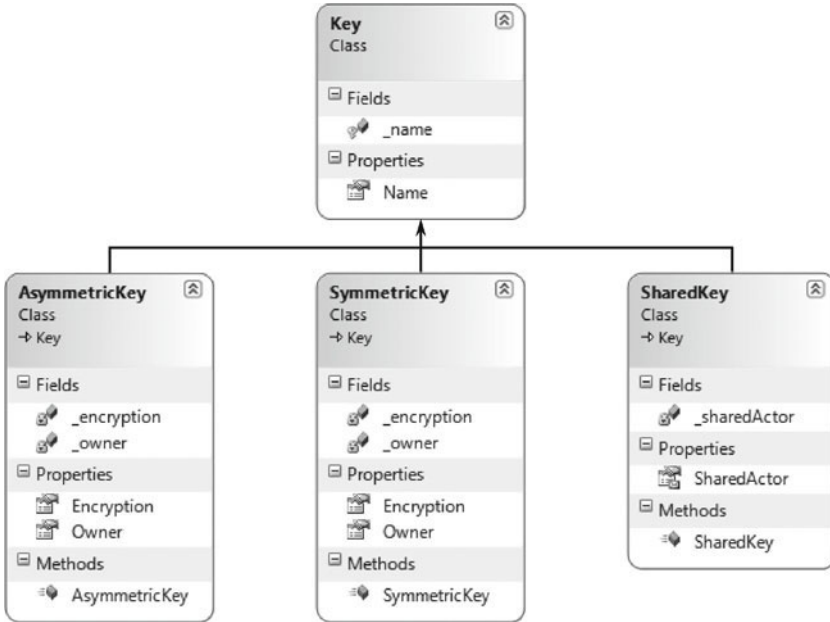 Key
Class
Fields
_name
Properties
Name
AsymmetricKey
Class
Key
Fields
_encryption
_owner
Properties
Encryption
Owner
Methods
AsymmetricKey
SymmetricKey
Class
Key
Fields
_encryption
_owner
Properties
Encryption
Owner
Methods
SymmetricKey
SharedKey
Class
Key
Fields
_sharedActor
Properties
SharedActor
Methods
SharedKey